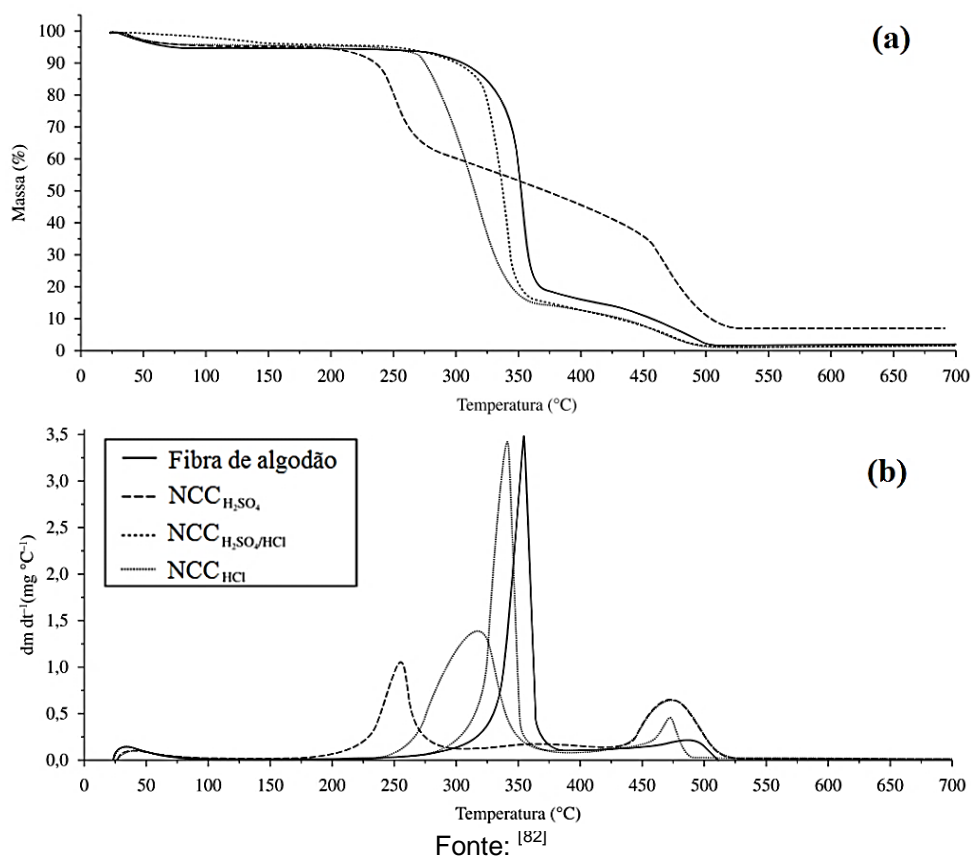 (a)
Massa (%)
100
90
80
70
60
50
40
30
20
10
0
0 50 100 150 200 250 300 350 400 450 500 550 600 650 700
Temperatura (°C)
(b)
dm dt⁻¹(mg °C⁻¹)
3,5
3,0
2,5
2,0
1,5
1,0
0,5
0,0
Fibra de algodão
NCC H₂SO₄
NCC H₂SO₄/HCl
NCC HCl
0 50 100 150 200 250 300 350 400 450 500 550 600 650 700
Temperatura (°C)
Fonte: [82]